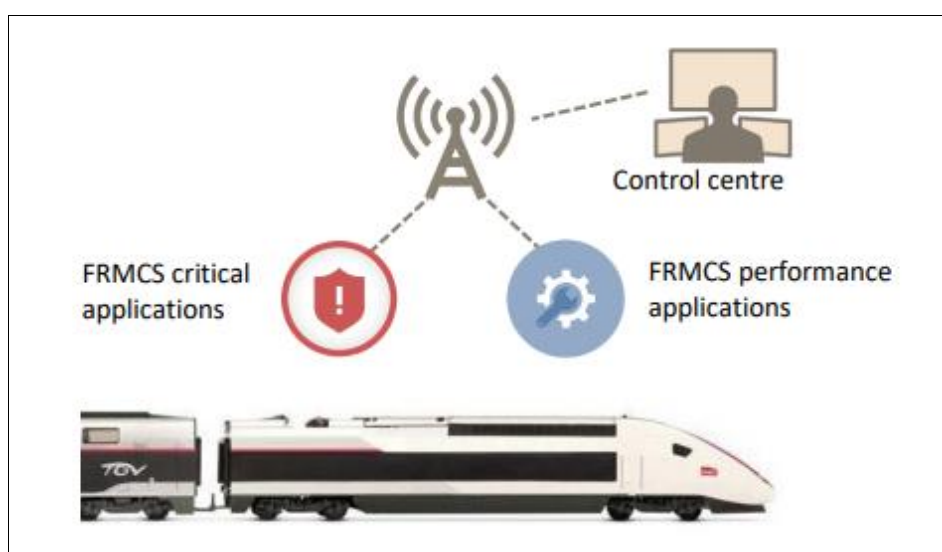 Control centre
FRMCS critical
applications
FRMCS performance
applications
TGV